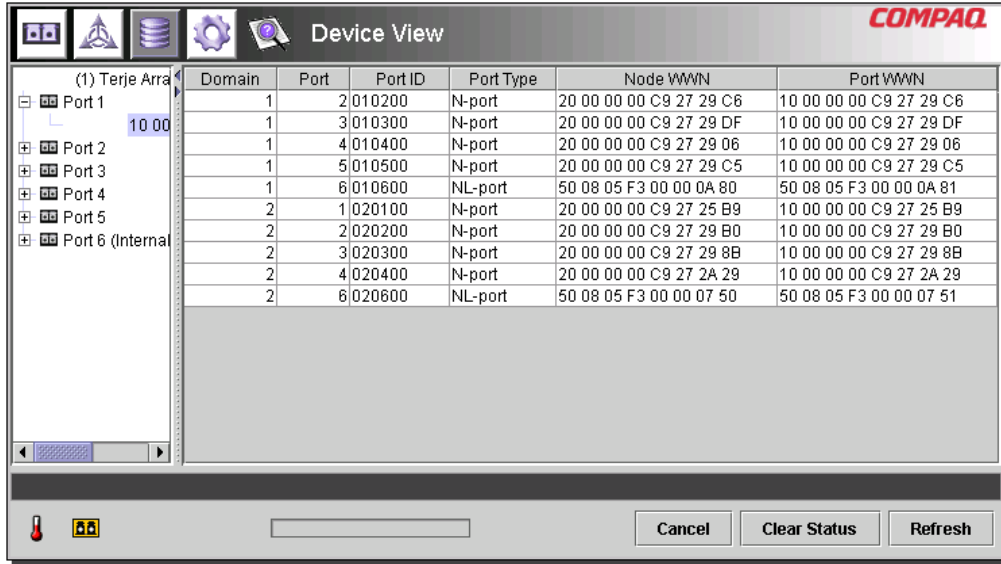 Device View
COMPAQ
(1) Terje Arra
Port 1
10 00
Port 2
Port 3
Port 4
Port 5
Port 6 (Internal
Domain Port Port ID Port Type Node WWN Port WWN
1 2 010200 N-port 20 00 00 00 C9 27 29 C6 10 00 00 00 C9 27 29 C6
1 3 010300 N-port 20 00 00 00 C9 27 29 DF 10 00 00 00 C9 27 29 DF
1 4 010400 N-port 20 00 00 00 C9 27 29 06 10 00 00 00 C9 27 29 06
1 5 010500 N-port 20 00 00 00 C9 27 29 C5 10 00 00 00 C9 27 29 C5
1 6 010600 NL-port 50 08 05 F3 00 00 0A 80 50 08 05 F3 00 00 0A 81
2 1 020100 N-port 20 00 00 00 C9 27 25 B9 10 00 00 00 C9 27 25 B9
2 2 020200 N-port 20 00 00 00 C9 27 29 B0 10 00 00 00 C9 27 29 B0
2 3 020300 N-port 20 00 00 00 C9 27 29 8B 10 00 00 00 C9 27 29 8B
2 4 020400 N-port 20 00 00 00 C9 27 2A 29 10 00 00 00 C9 27 2A 29
2 6 020600 NL-port 50 08 05 F3 00 00 07 50 50 08 05 F3 00 00 07 51
Cancel Clear Status Refresh